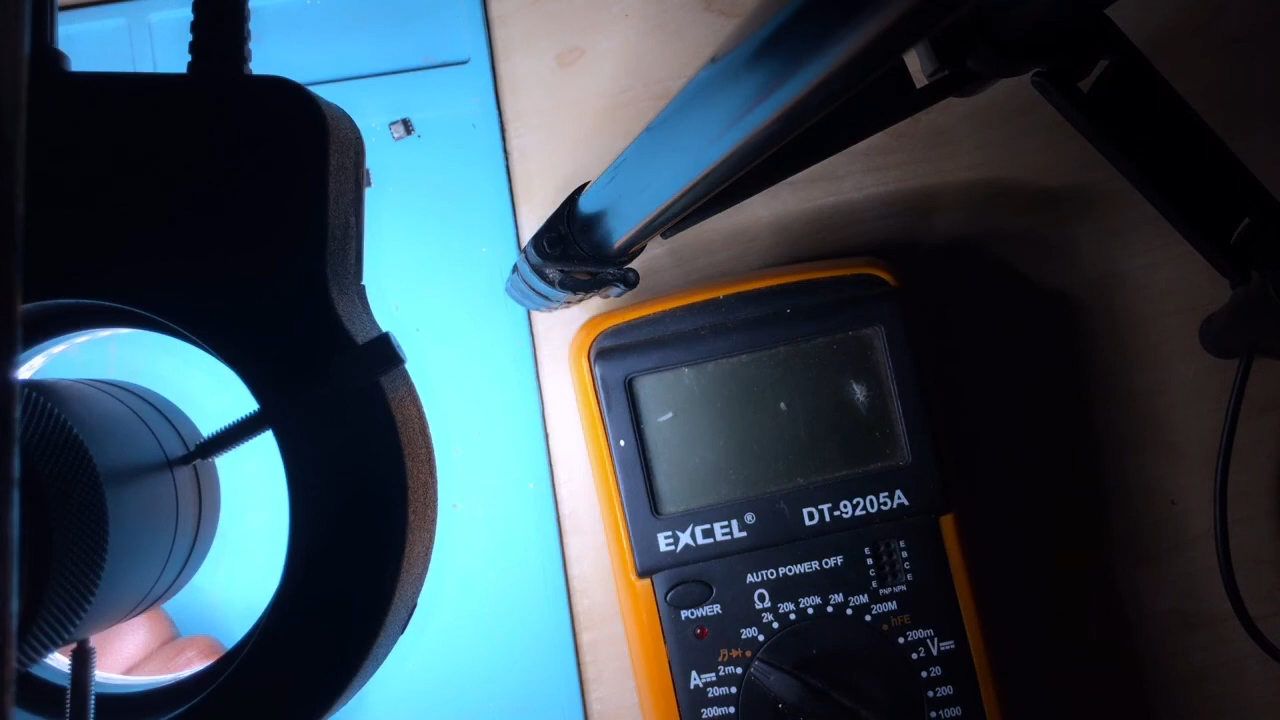 EXCEL® DT-9205A
AUTO POWER OFF
E E
B B
C C
E E
PNP NPN
POWER
Ω
200 2k 20k 200k 2M 20M 200M
hFE
A 2m
20m
200m
200m V
2
20
200
1000